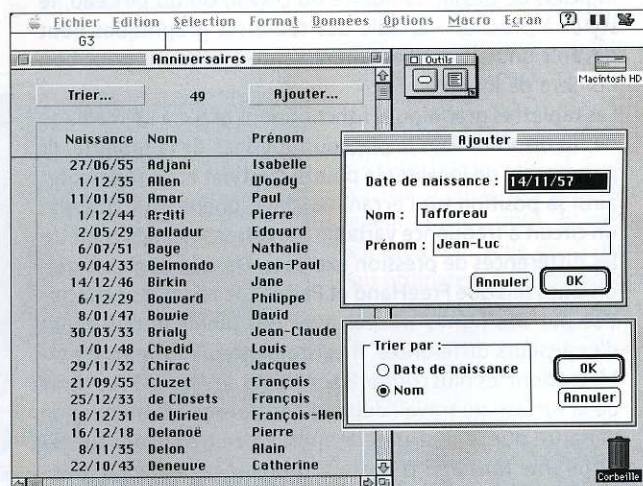 Fichier Edition Selection Format Donnees Options Macro Ecran
G3
Anniversaires
Trier... 49 Ajouter...
Naissance Nom Prénom
27/06/55 Adjani Isabelle
1/12/35 Allen Woody
11/01/50 Amar Paul
1/12/44 Arditi Pierre
2/05/29 Balladur Edouard
6/07/51 Baye Nathalie
9/04/33 Belmondo Jean-Paul
14/12/46 Birkin Jane
6/12/29 Bouvard Philippe
8/01/47 Bowie David
30/03/33 Brialy Jean-Claude
1/01/48 Chedid Louis
29/11/32 Chirac Jacques
21/09/55 Cluzet François
25/12/33 de Closets François
18/12/31 de Virieu François-Hen
16/12/18 Delanoë Pierre
8/11/35 Delon Alain
22/10/43 Deneuve Catherine
Outils
Macintosh HD
Ajouter
Date de naissance : 14/11/57
Nom : Tafforeau
Prénom : Jean-Luc
Annuler OK
Trier par :
Date de naissance
Nom
OK
Annuler
Corbeille